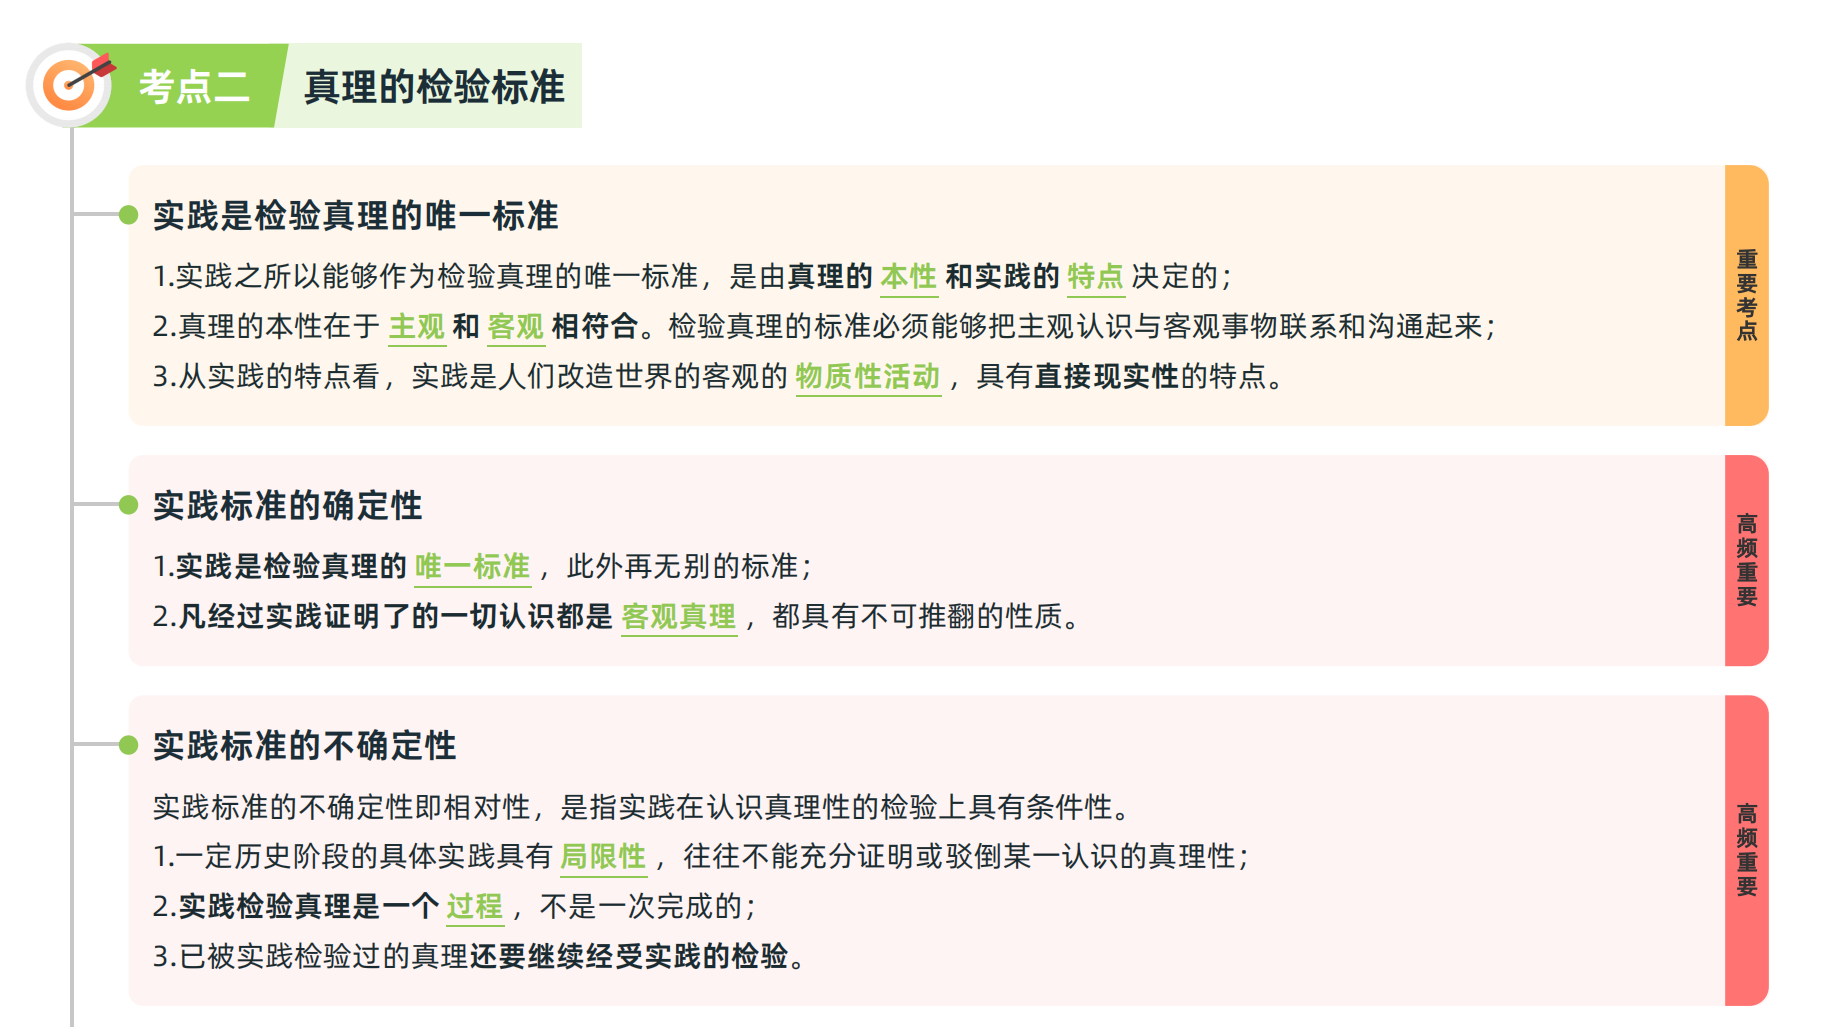 考点二 真理的检验标准
实践是检验真理的唯一标准
1.实践之所以能够作为检验真理的唯一标准，是由真理的 本性 和实践的 特点 决定的；
2.真理的本性在于 主观 和 客观 相符合。检验真理的标准必须能够把主观认识与客观事物联系和沟通起来；
3.从实践的特点看，实践是人们改造世界的客观的 物质性活动 ，具有直接现实性的特点。
重要考点
实践标准的确定性
1.实践是检验真理的 唯一标准 ，此外再无别的标准；
2.凡经过实践证明了的一切认识都是 客观真理 ，都具有不可推翻的性质。
高频重要
实践标准的不确定性
实践标准的不确定性即相对性，是指实践在认识真理性的检验上具有条件性。
1.一定历史阶段的具体实践具有 局限性 ，往往不能充分证明或驳倒某一认识的真理性；
2.实践检验真理是一个 过程 ，不是一次完成的；
3.已被实践检验过的真理还要继续经受实践的检验。
高频重要